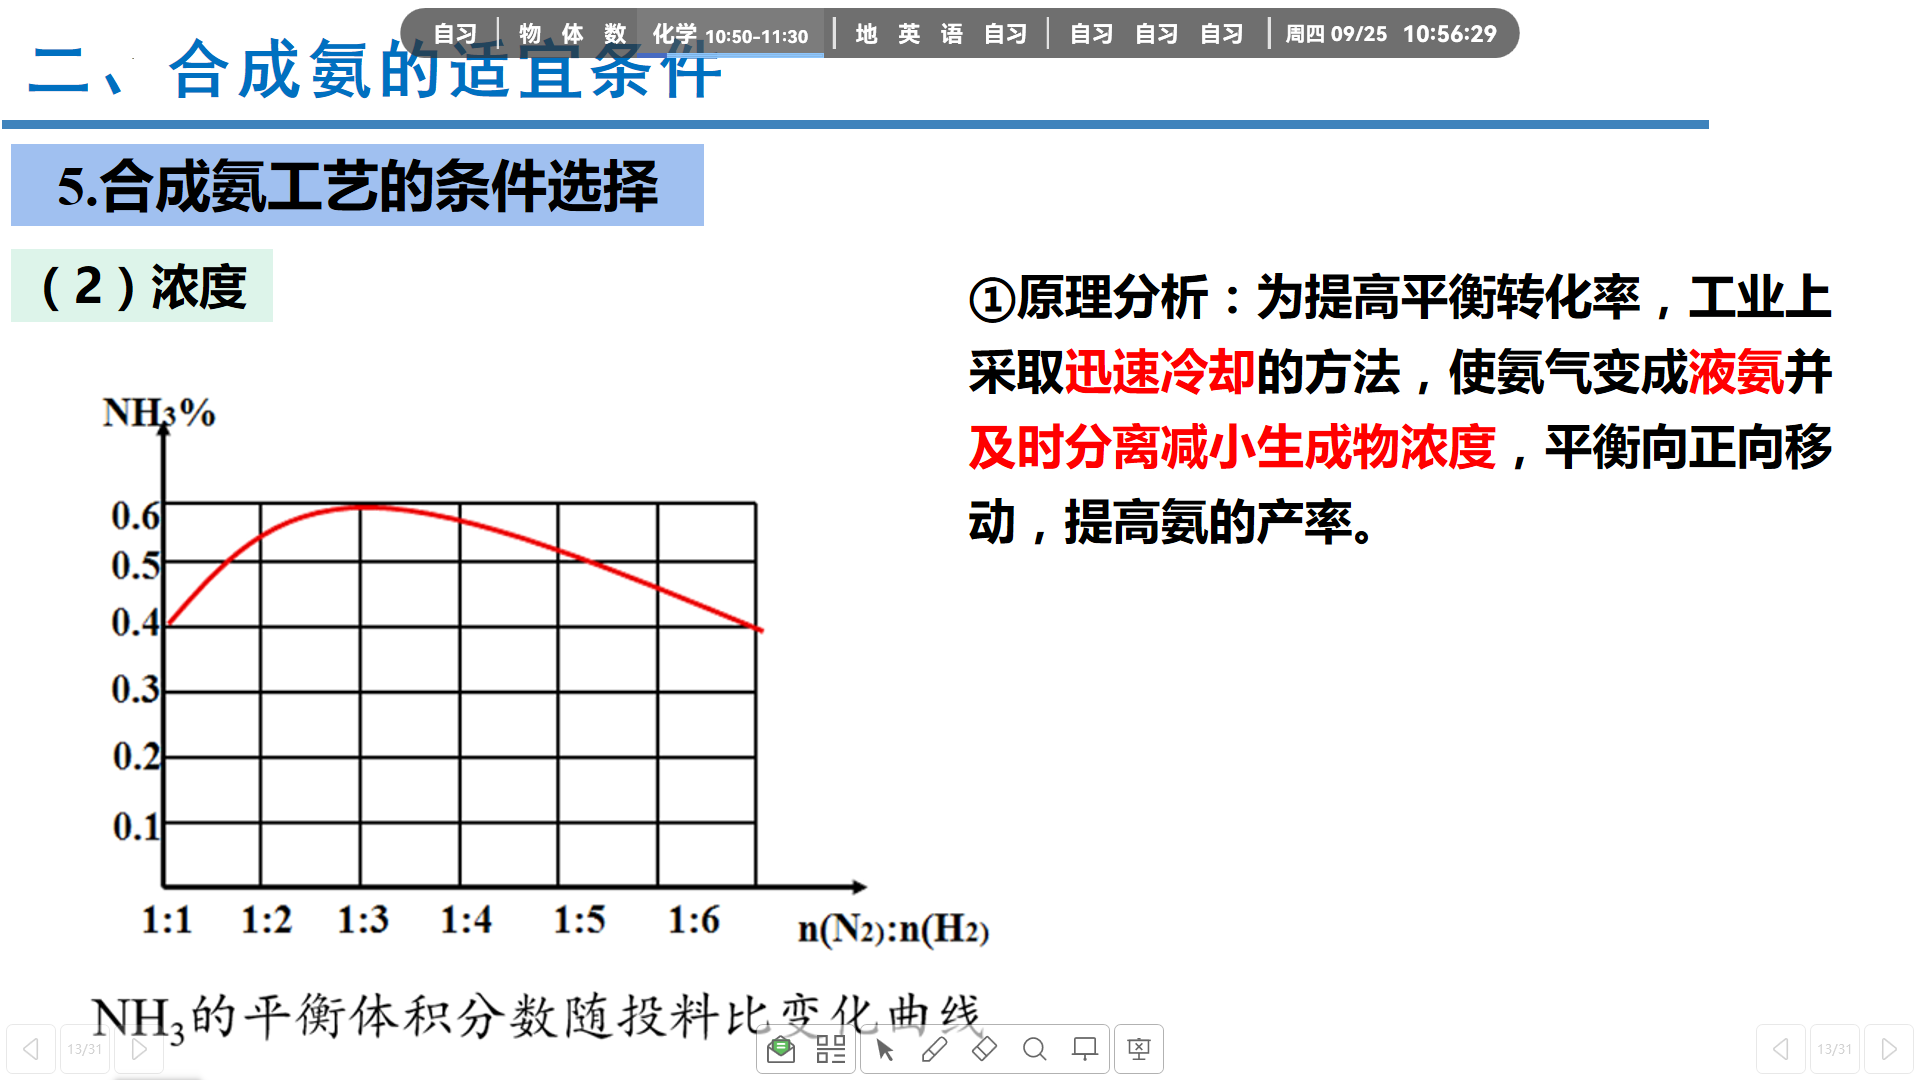 自习 物 体 数 化学 10:50-11:30 地 英 语 自习 自习 自习 自习 周四 09/25 10:56:29
二、合成氨的适宜条件
5.合成氨工艺的条件选择
（2）浓度
①原理分析：为提高平衡转化率，工业上
采取迅速冷却的方法，使氨气变成液氨并
及时分离减小生成物浓度，平衡向正向移
动，提高氨的产率。
NH₃%
0.6
0.5
0.4
0.3
0.2
0.1
1:1 1:2 1:3 1:4 1:5 1:6 n(N₂):n(H₂)
NH₃的平衡体积分数随投料比变化曲线
13/31 13/31